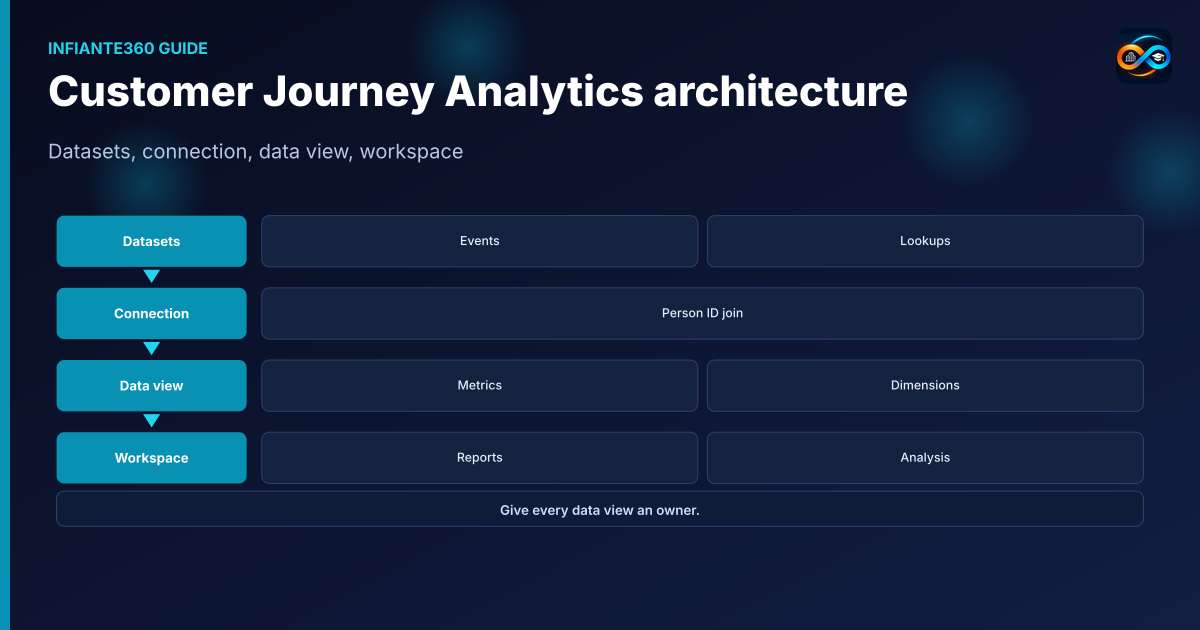 INFIANTE360 GUIDE
Customer Journey Analytics architecture
Datasets, connection, data view, workspace
Datasets
Events
Lookups
Connection
Person ID join
Data view
Metrics
Dimensions
Workspace
Reports
Analysis
Give every data view an owner.